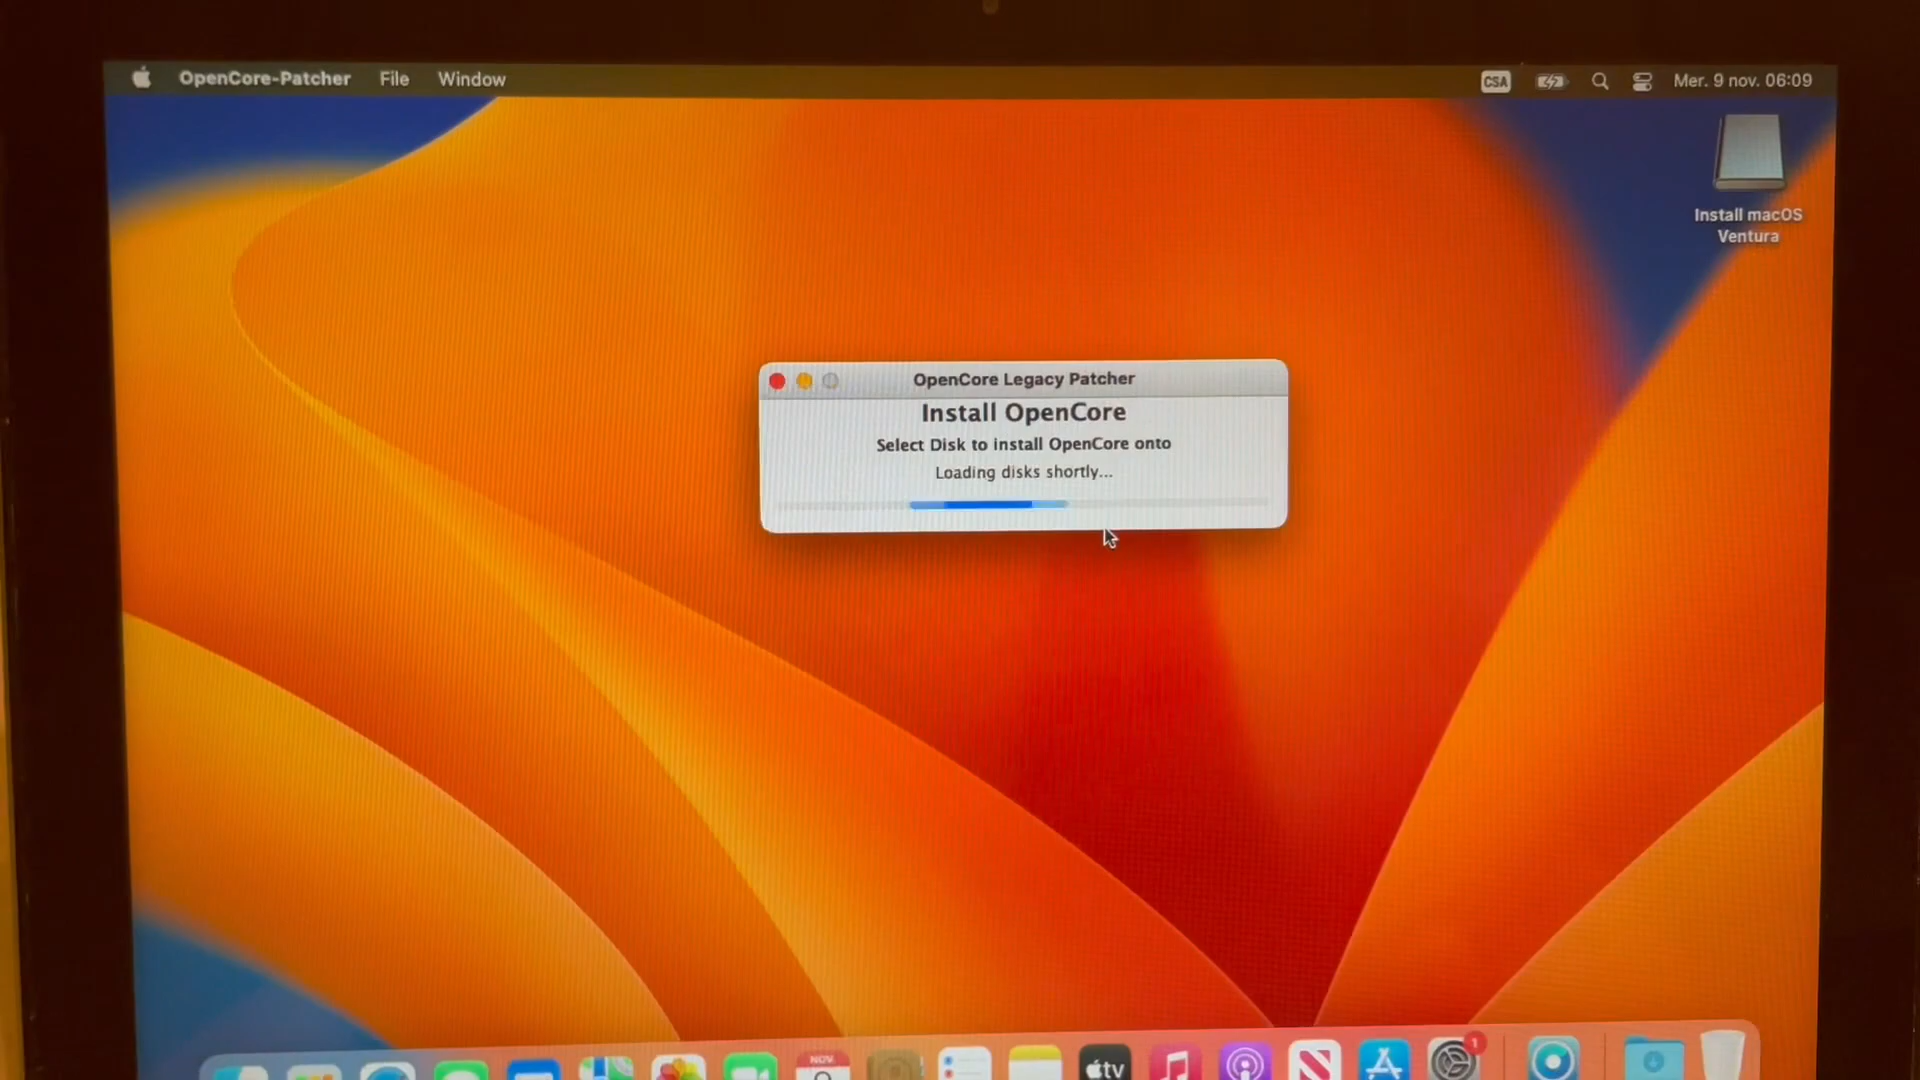 OpenCore-Patcher File Window
CSA
Mer. 9 nov. 06:09
Install macOS
Ventura
OpenCore Legacy Patcher
Install OpenCore
Select Disk to install OpenCore onto
Loading disks shortly...
NOV
tv
1